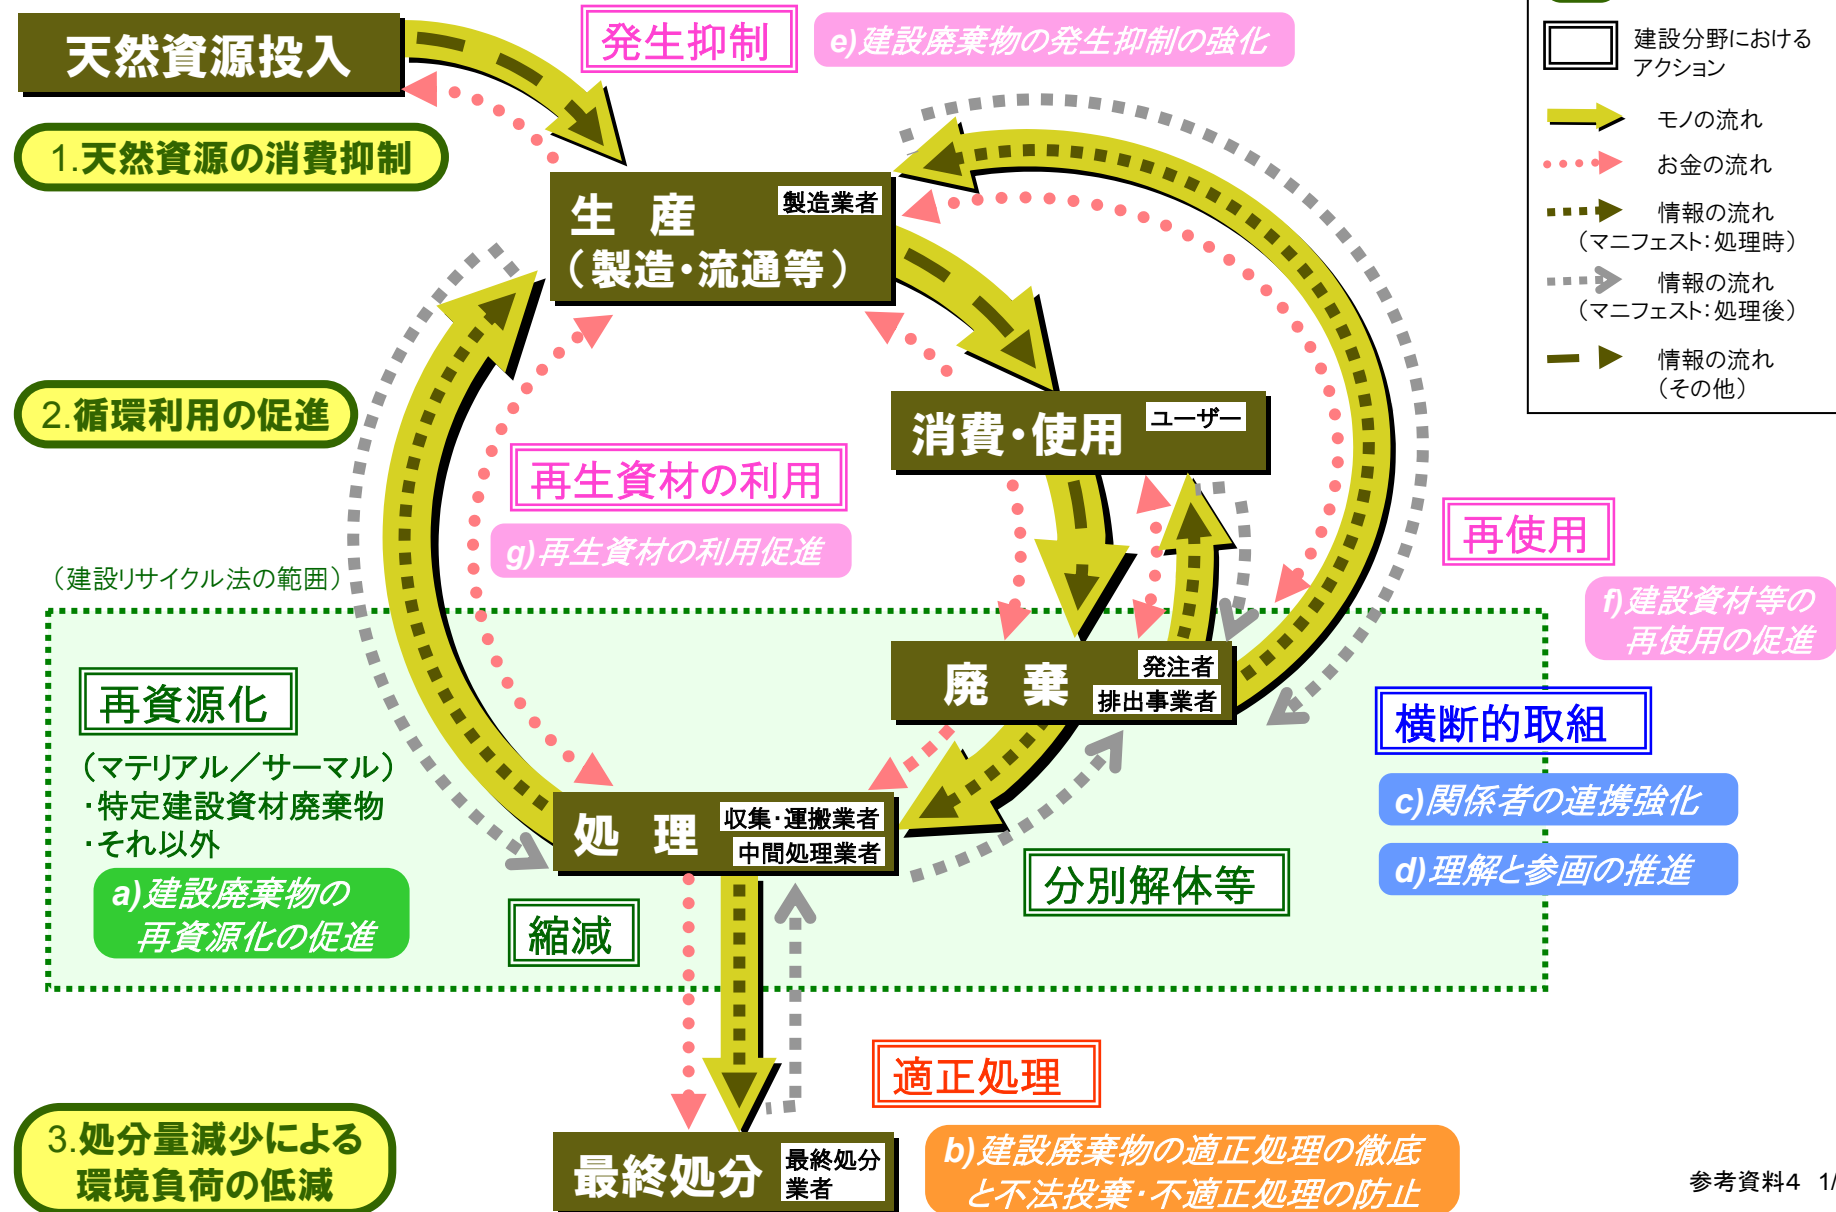 天然資源投入
発生抑制
e)建設廃棄物の発生抑制の強化
建設分野における
アクション
モノの流れ
お金の流れ
情報の流れ
（マニフェスト：処理時）
情報の流れ
（マニフェスト：処理後）
情報の流れ
（その他）
1.天然資源の消費抑制
生　産
製造業者
（製造・流通等）
2.循環利用の促進
消費・使用
ユーザー
再生資材の利用
g)再生資材の利用促進
再使用
f)建設資材等の
再使用の促進
（建設リサイクル法の範囲）
廃　棄
発注者
排出事業者
再資源化
（マテリアル／サーマル）
・特定建設資材廃棄物
・それ以外
a)建設廃棄物の
再資源化の促進
横断的取組
c)関係者の連携強化
d)理解と参画の推進
処　理
収集・運搬業者
中間処理業者
分別解体等
縮減
適正処理
b)建設廃棄物の適正処理の徹底
と不法投棄・不適正処理の防止
3.処分量減少による
環境負荷の低減
最終処分
最終処分
業者
参考資料4　1/